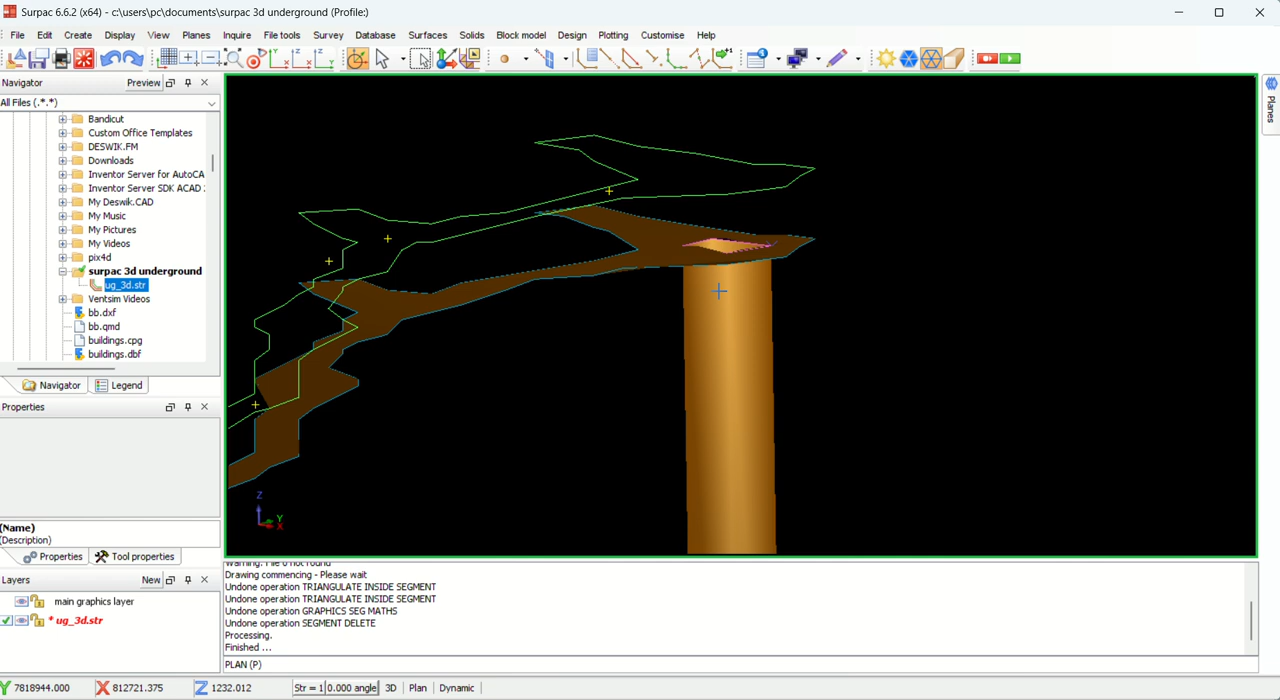 Surpac 6.6.2 (x64) - c:\users\pc\documents\surpac 3d underground (Profile:)
File Edit Create Display View Planes Inquire File tools Survey Database Surfaces Solids Block model Design Plotting Customise Help
Navigator Preview
All Files (*.*)
Bandicut
Custom Office Templates
DESWIK.FM
Downloads
Inventor Server for AutoCA
Inventor Server SDK ACAD
My Deswik.CAD
My Music
My Pictures
My Videos
pix4d
surpac 3d underground
ug_3d.str
Ventsim Videos
bb.dxf
bb.qmd
buildings.cpg
buildings.dbf
Navigator Legend
Properties
(Name)
(Description)
Properties Tool properties
Layers New
main graphics layer
* ug_3d.str
Planes
Z
Y
X
Warning: File 0 not found
Drawing commencing - Please wait
Undone operation TRIANGULATE INSIDE SEGMENT
Undone operation TRIANGULATE INSIDE SEGMENT
Undone operation GRAPHICS SEG MATHS
Undone operation SEGMENT DELETE
Processing.
Finished ...
PLAN (P)
Y 7818944.000 X 812721.375 Z 1232.012 Str = 1 0.000 angle 3D Plan Dynamic